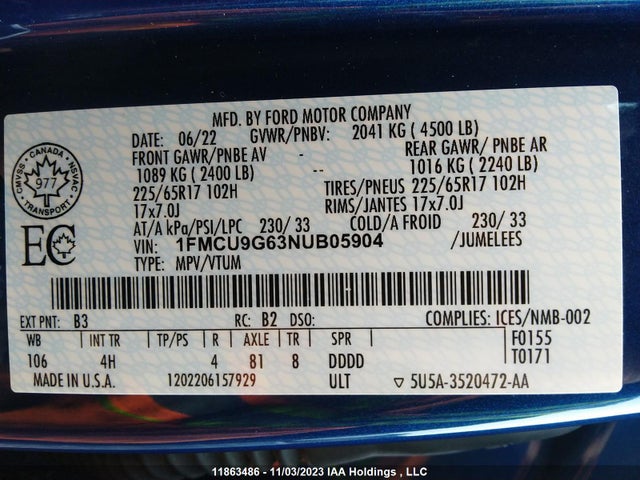 MFD. BY FORD MOTOR COMPANY
DATE: 06/22 GVWR/PNBV: 2041 KG ( 4500 LB)
FRONT GAWR/PNBE AV - REAR GAWR/ PNBE AR
1089 KG ( 2400 LB) -- 1016 KG ( 2240 LB)
225/65R17 102H TIRES/PNEUS 225/65R17 102H
17x7.0J RIMS/JANTES 17x7.0J
AT/A kPa/PSI/LPC 230/ 33 COLD/A FROID 230/ 33
VIN: 1FMCU9G63NUB05904 /JUMELEES
TYPE: MPV/VTUM
CMVSS - CANADA - NSVAC
977
TRANSPORT
EC
EXT PNT: B3 RC: B2 DSO: COMPLIES: ICES/NMB-002
WB INT TR TP/PS R AXLE TR SPR F0155
106 4H 4 81 8 DDDD T0171
MADE IN U.S.A. 1202206157929 ULT ▽ 5U5A-3520472-AA
11863486 - 11/03/2023 IAA Holdings , LLC